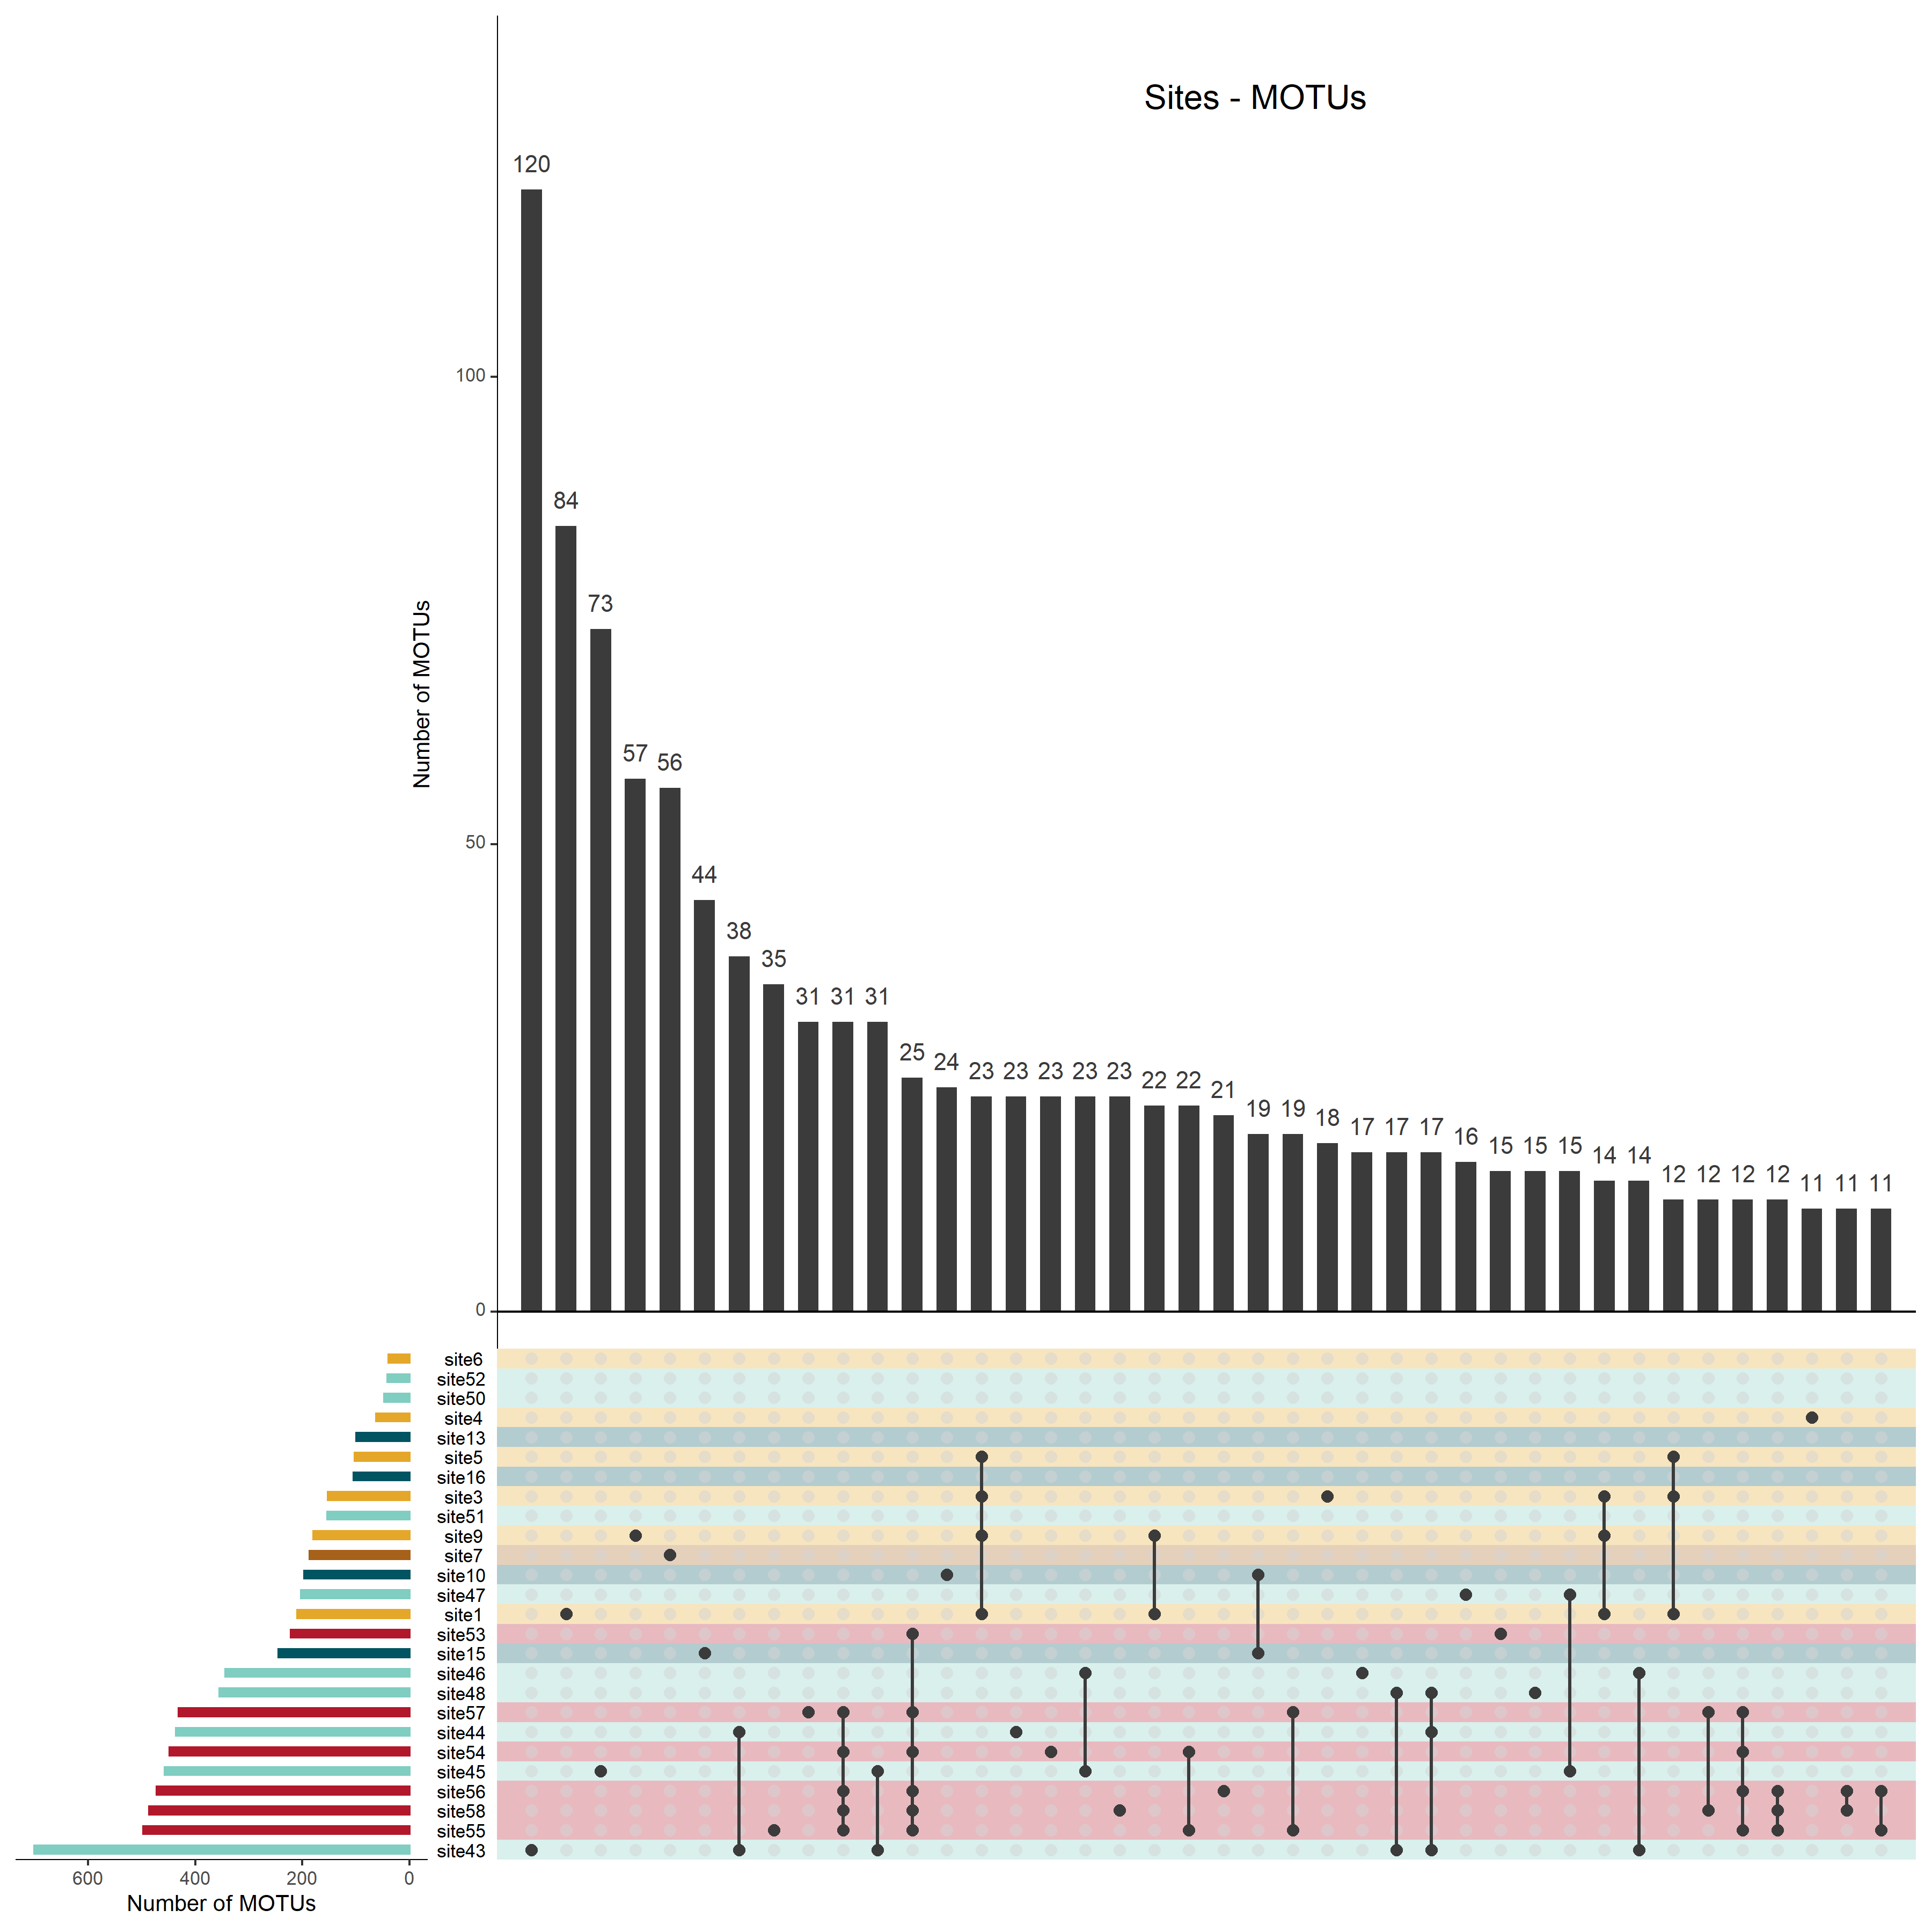 Sites - MOTUs
120
84
73
57
56
44
38
35
31
31
31
25
24
23
23
23
23
23
22
22
21
19
19
18
17
17
17
16
15
15
15
14
14
12
12
12
12
11
11
11
100
50
0
Number of MOTUs
site6
site52
site50
site4
site13
site5
site16
site3
site51
site9
site7
site10
site47
site1
site53
site15
site46
site48
site57
site44
site54
site45
site56
site58
site55
site43
600 400 200 0
Number of MOTUs